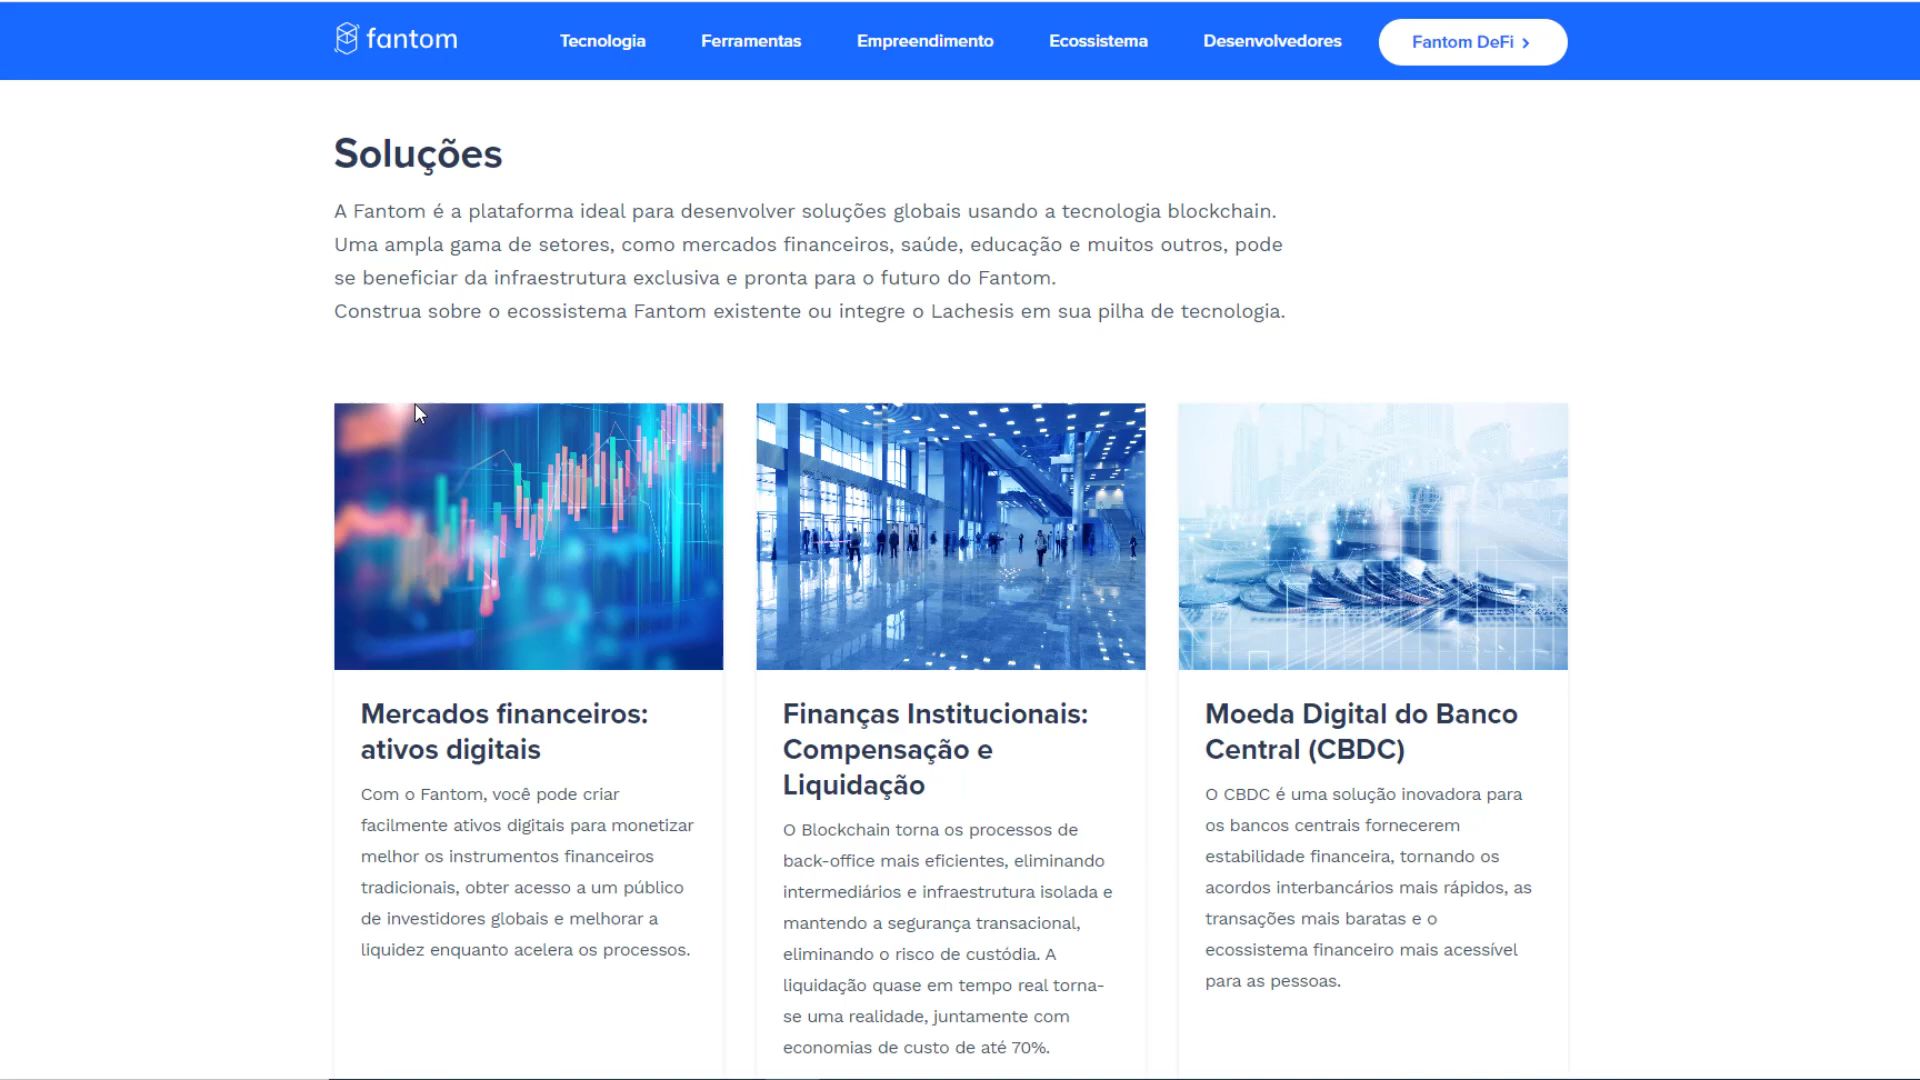 fantom
Tecnologia
Ferramentas
Empreendimento
Ecossistema
Desenvolvedores
Fantom DeFi
Soluções
A Fantom é a plataforma ideal para desenvolver soluções globais usando a tecnologia blockchain.
Uma ampla gama de setores, como mercados financeiros, saúde, educação e muitos outros, pode
se beneficiar da infraestrutura exclusiva e pronta para o futuro do Fantom.
Construa sobre o ecossistema Fantom existente ou integre o Lachesis em sua pilha de tecnologia.
Mercados financeiros:
ativos digitais
Com o Fantom, você pode criar
facilmente ativos digitais para monetizar
melhor os instrumentos financeiros
tradicionais, obter acesso a um público
de investidores globais e melhorar a
liquidez enquanto acelera os processos.
Finanças Institucionais:
Compensação e
Liquidação
O Blockchain torna os processos de
back-office mais eficientes, eliminando
intermediários e infraestrutura isolada e
mantendo a segurança transacional,
eliminando o risco de custódia. A
liquidação quase em tempo real torna-
se uma realidade, juntamente com
economias de custo de até 70%.
Moeda Digital do Banco
Central (CBDC)
O CBDC é uma solução inovadora para
os bancos centrais fornecerem
estabilidade financeira, tornando os
acordos interbancários mais rápidos, as
transações mais baratas e o
ecossistema financeiro mais acessível
para as pessoas.